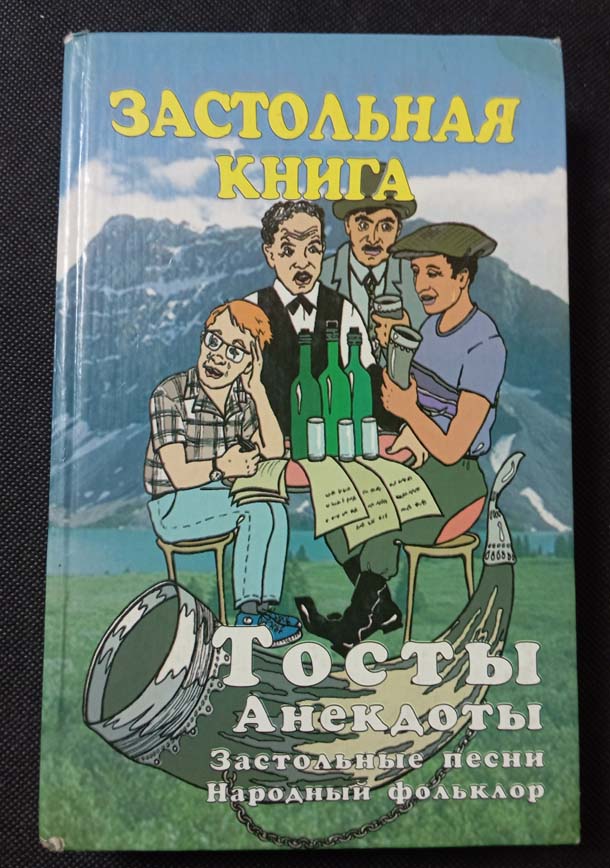 ЗАСТОЛЬНАЯ
КНИГА
Тосты
Анекдоты
Застольные песни
Народный фольклор